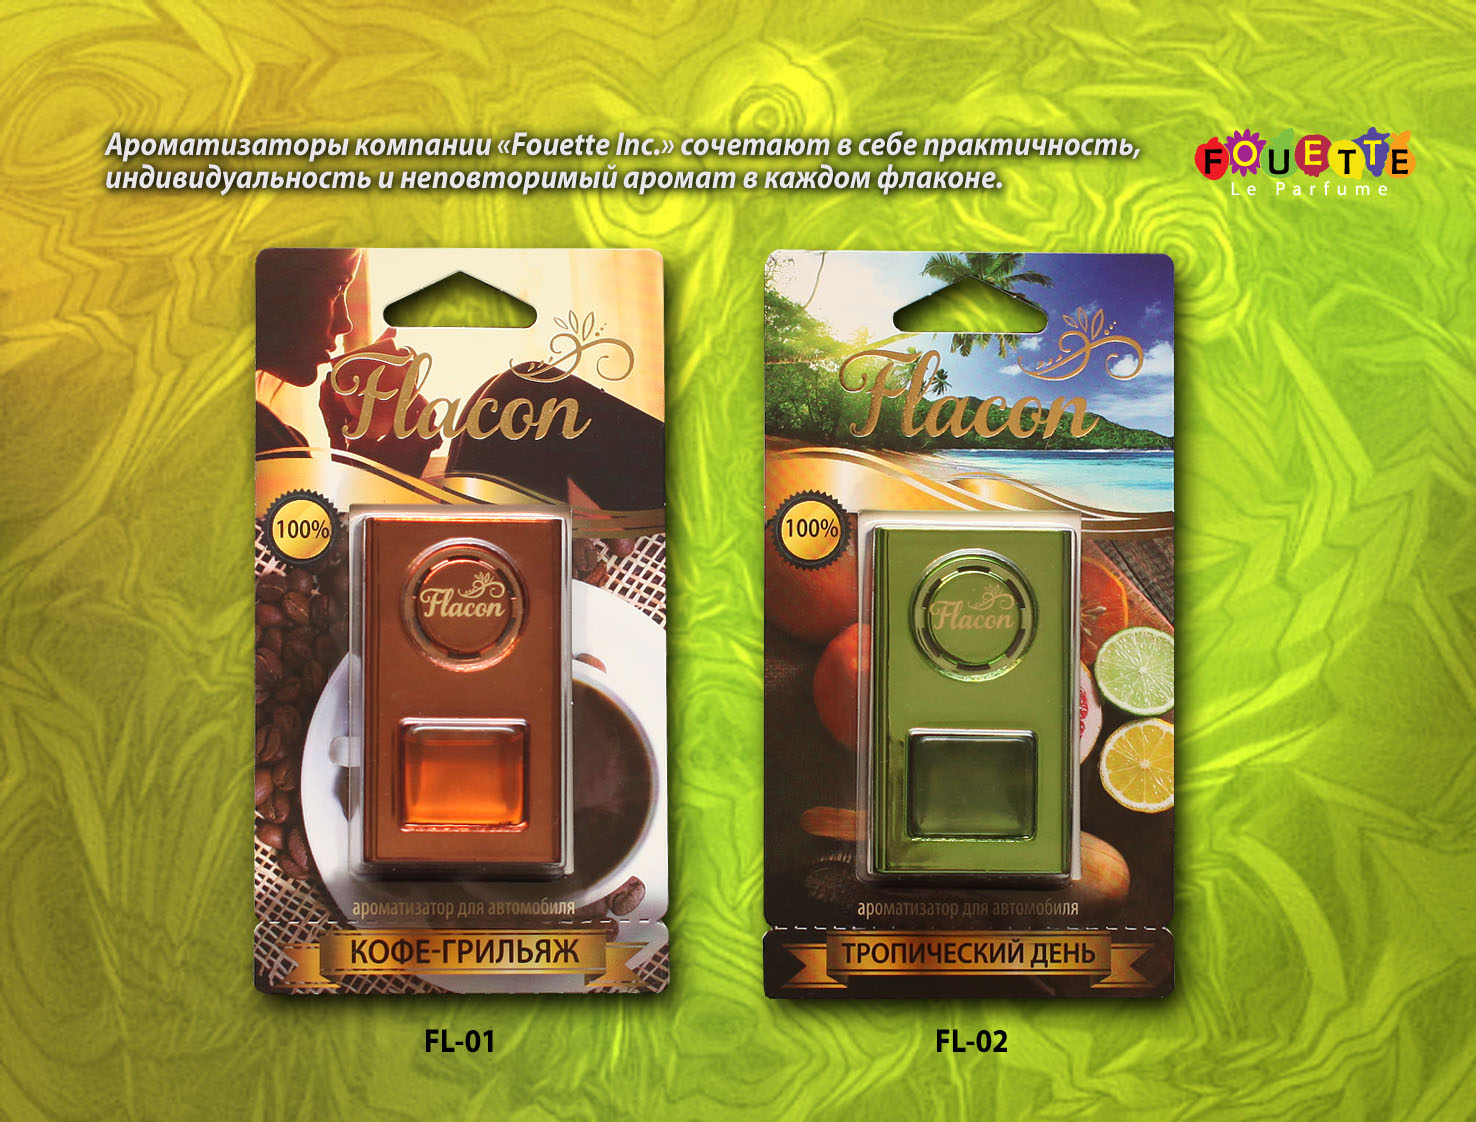 Ароматизаторы компании «Fouette Inc.» сочетают в себе практичность,
индивидуальность и неповторимый аромат в каждом флаконе.
FOUETTE
Le Parfume
Flacon
100%
Flacon
ароматизатор для автомобиля
КОФЕ-ГРИЛЬЯЖ
FL-01
Flacon
100%
Flacon
ароматизатор для автомобиля
ТРОПИЧЕСКИЙ ДЕНЬ
FL-02